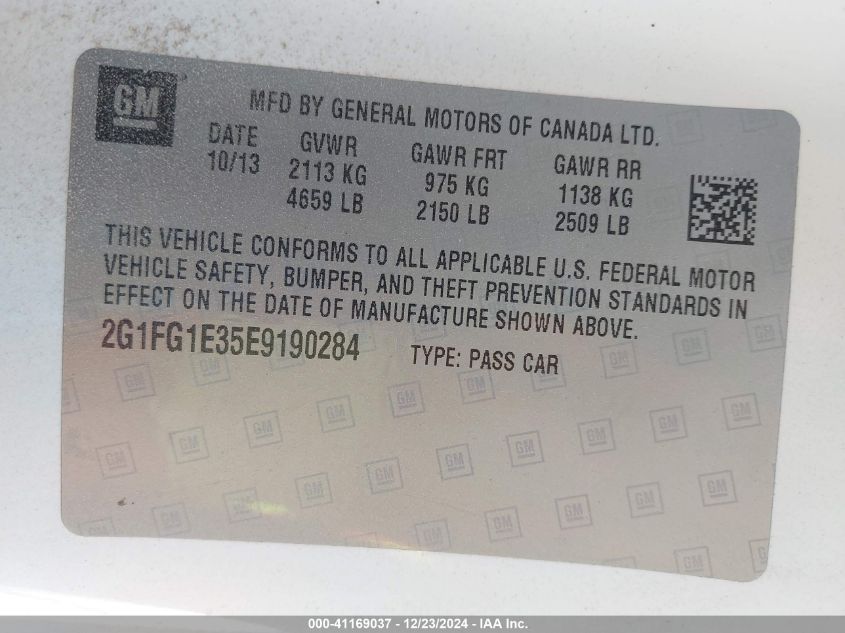 GM
MFD BY GENERAL MOTORS OF CANADA LTD.
DATE GVWR GAWR FRT GAWR RR
10/13 2113 KG 975 KG 1138 KG
4659 LB 2150 LB 2509 LB
THIS VEHICLE CONFORMS TO ALL APPLICABLE U.S. FEDERAL MOTOR
VEHICLE SAFETY, BUMPER, AND THEFT PREVENTION STANDARDS IN
EFFECT ON THE DATE OF MANUFACTURE SHOWN ABOVE.
2G1FG1E35E9190284 TYPE: PASS CAR
000-41169037 - 12/23/2024 - IAA Inc.